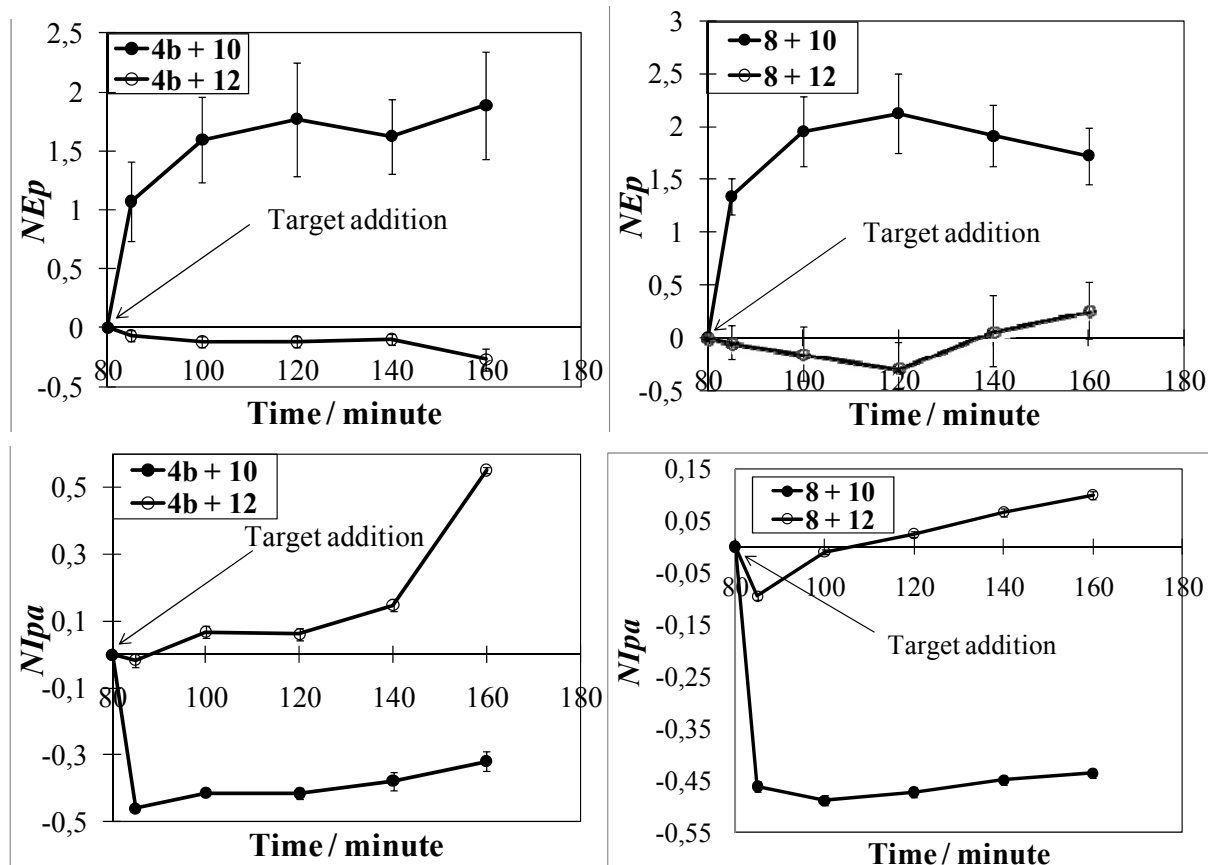 2,5
2
1,5
1
0,5
0
-0,5
NEp
4b + 10
4b + 12
Target addition
80 100 120 140 160 180
Time / minute
3
2,5
2
1,5
1
0,5
0
-0,5
NEp
8 + 10
8 + 12
Target addition
80 100 120 140 160 180
Time / minute
0,5
0,3
0,1
-0,1
-0,3
-0,5
NIpa
4b + 10
4b + 12
Target addition
80 100 120 140 160 180
Time / minute
0,15
0,05
-0,05
-0,15
-0,25
-0,35
-0,45
-0,55
NIpa
8 + 10
8 + 12
80 100 120 140 160 180
Target addition
Time / minute